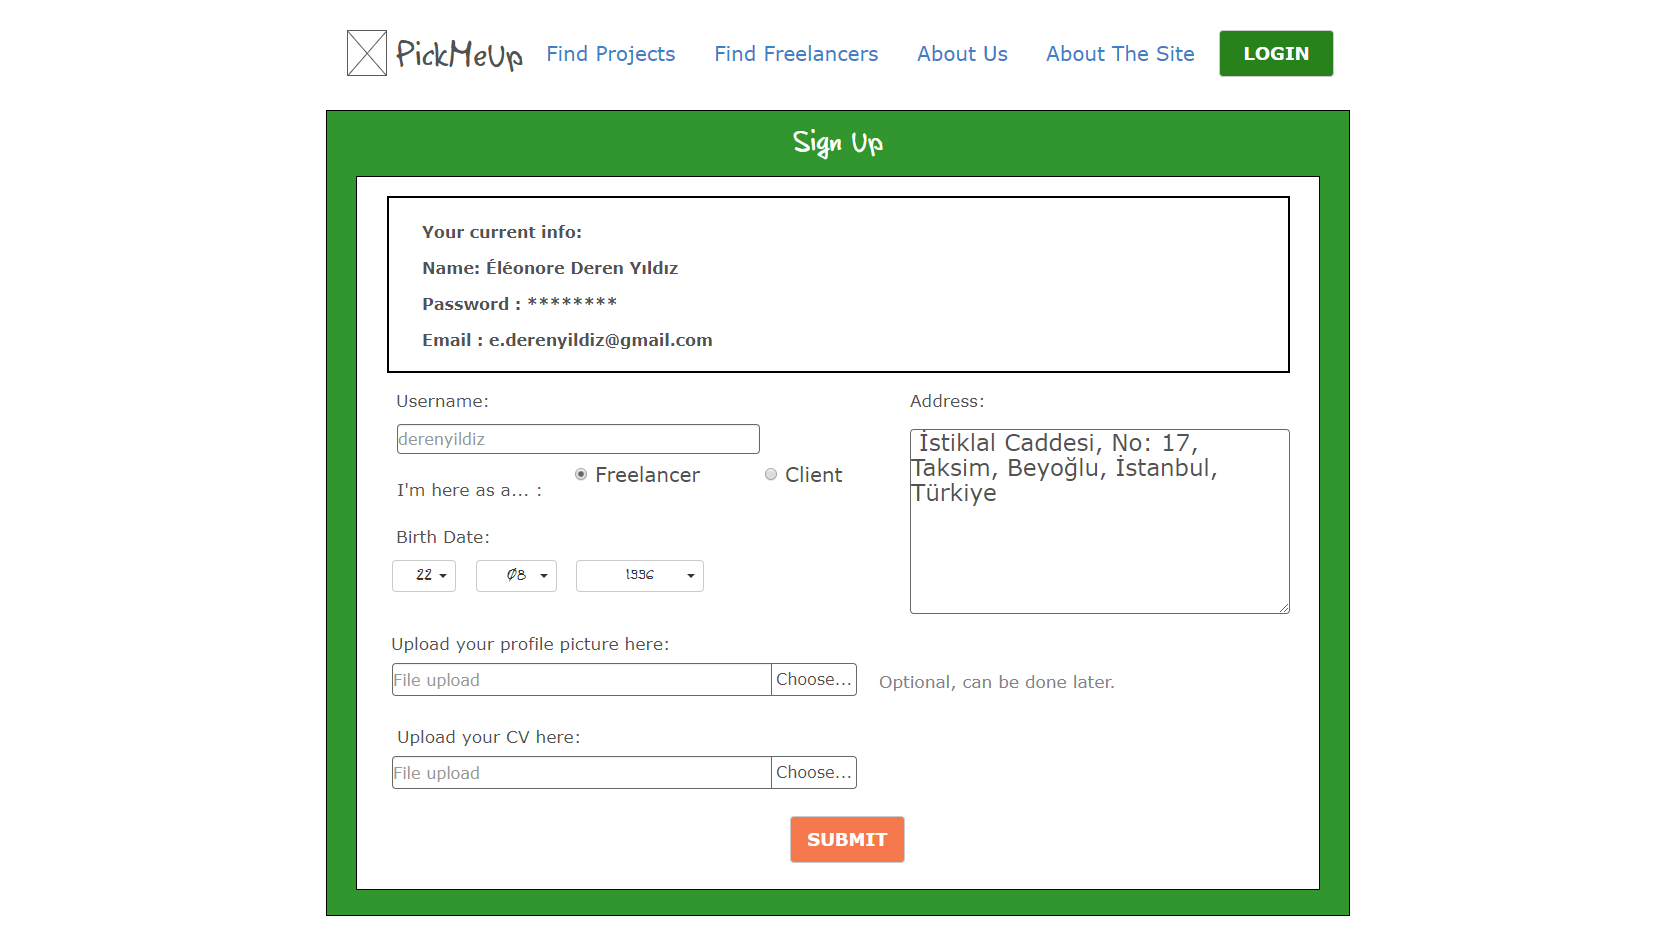 PickMeUp Find Projects Find Freelancers About Us About The Site LOGIN
Sign Up
Your current info:
Name: Éléonore Deren Yıldız
Password : ********
Email : e.derenyildiz@gmail.com
Username:
derenyildiz
I'm here as a... :
Freelancer
Client
Address:
İstiklal Caddesi, No: 17,
Taksim, Beyoğlu, İstanbul,
Türkiye
Birth Date:
22 08 1996
Upload your profile picture here:
File upload Choose...
Optional, can be done later.
Upload your CV here:
File upload Choose...
SUBMIT